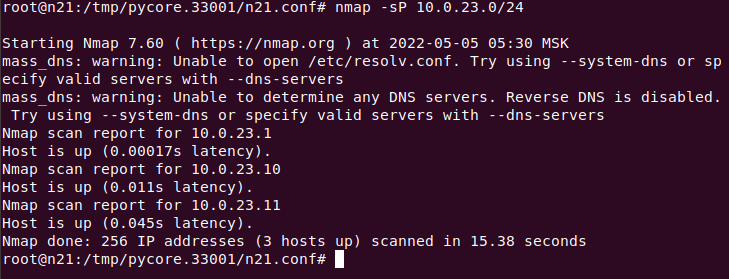 root@n21:/tmp/pycore.33001/n21.conf# nmap -sP 10.0.23.0/24
Starting Nmap 7.60 ( https://nmap.org ) at 2022-05-05 05:30 MSK
mass_dns: warning: Unable to open /etc/resolv.conf. Try using --system-dns or sp
ecify valid servers with --dns-servers
mass_dns: warning: Unable to determine any DNS servers. Reverse DNS is disabled.
 Try using --system-dns or specify valid servers with --dns-servers
Nmap scan report for 10.0.23.1
Host is up (0.00017s latency).
Nmap scan report for 10.0.23.10
Host is up (0.011s latency).
Nmap scan report for 10.0.23.11
Host is up (0.045s latency).
Nmap done: 256 IP addresses (3 hosts up) scanned in 15.38 seconds
root@n21:/tmp/pycore.33001/n21.conf#